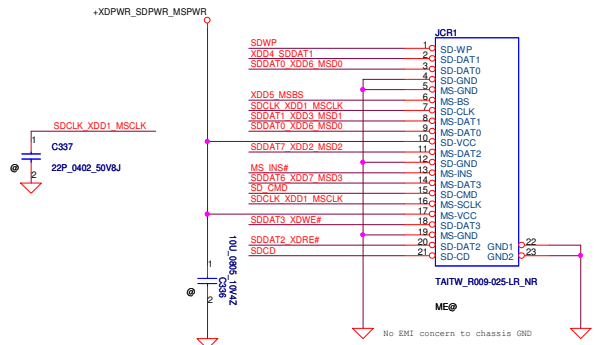 +XDPWR_SDPWR_MSPWR
JCR1
SDWP 1 SD-WP
XDD4_SDDAT1 2 SD-DAT1
SDDAT0_XDD6_MSD0 3 SD-DAT0
4 SD-GND
5 MS-GND
XDD5_MSBS 6 MS-BS
SDCLK_XDD1_MSCLK 7 SD-CLK
SDDAT1_XDD3_MSD1 8 MS-DAT1
SDDAT0_XDD6_MSD0 9 MS-DAT0
10 SD-VCC
SDDAT7_XDD2_MSD2 11 MS-DAT2
12 SD-GND
MS_INS# 13 MS-INS
SDDAT6_XDD7_MSD3 14 MS-DAT3
SD_CMD 15 SD-CMD
SDCLK_XDD1_MSCLK 16 MS-SCLK
17 MS-VCC
SDDAT3_XDWE# 18 SD-DAT3
19 MS-GND
SDDAT2_XDRE# 20 SD-DAT2 GND1 22
SDCD 21 SD-CD GND2 23
TAITW_R009-025-LR_NR
ME@
No EMI concern to chassis GND
SDCLK_XDD1_MSCLK
1
C337
@
22P_0402_50V8J
2
1
@
2
C336
10U_0805_10V4Z